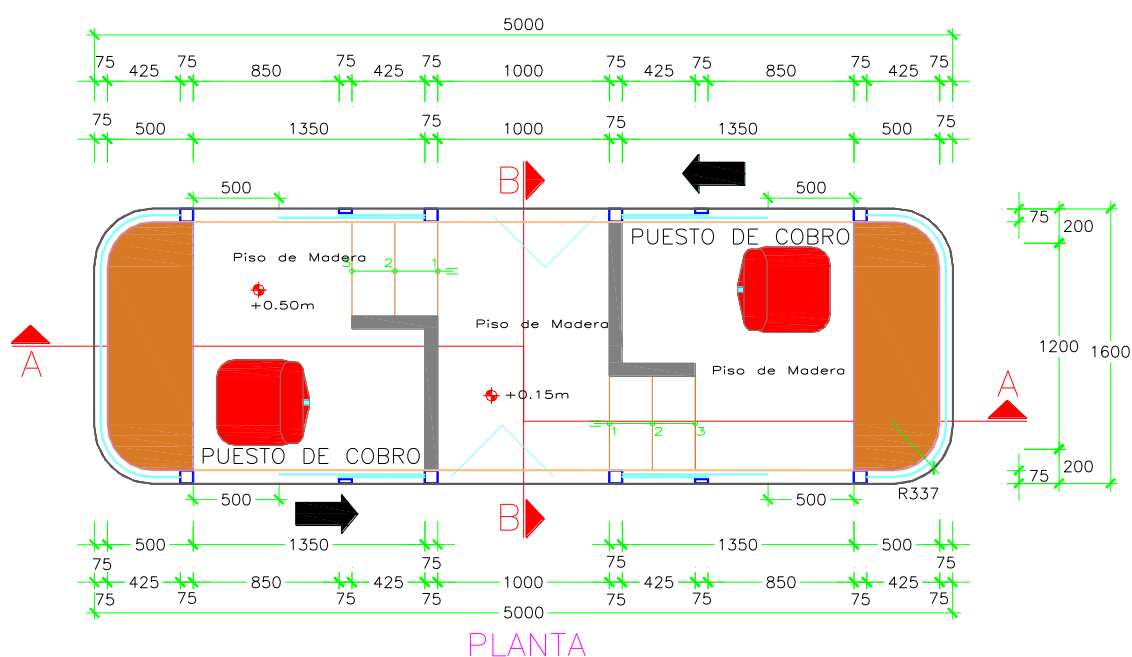 5000
75 425 75 850 75 425 75 1000 75 425 75 850 75 425 75
75 500 1350 75 1000 75 1350 500 75
B
500 500
75 200
PUESTO DE COBRO
Piso de Madera
3 2 1
+0.50m
Piso de Madera
1200 1600
A
Piso de Madera
A
+0.15m
1 2 3
PUESTO DE COBRO
75 200
R337
500 500
B
500 1350 1350 500
75 75 75 75
425 850 425 1000 425 850 425
75 75 75 75 75 75 75 75
5000
PLANTA